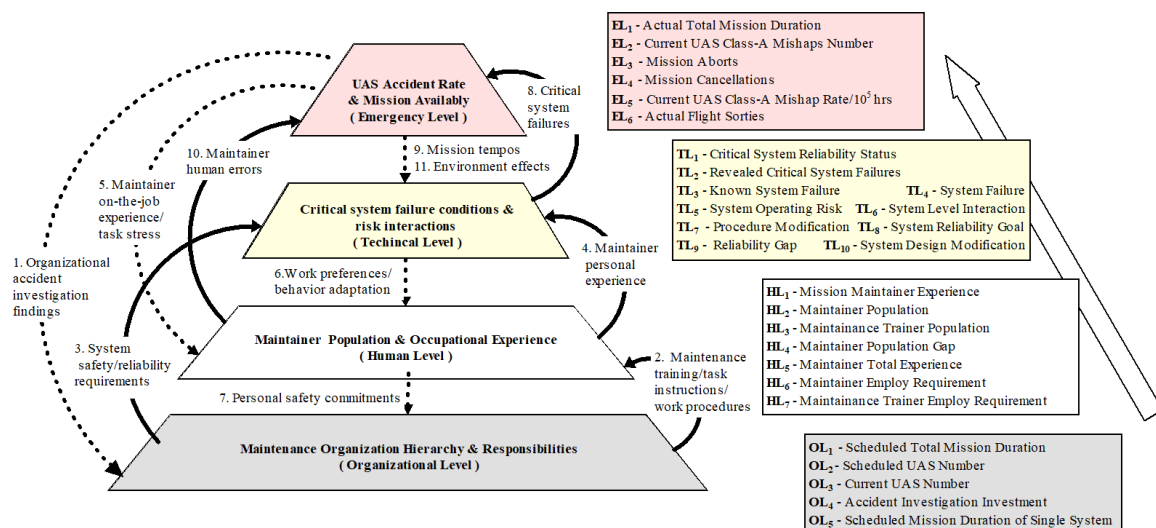 UAS Accident Rate
& Mission Availably
( Emergency Level )
8. Critical
system
failures
10. Maintainer
human errors
9. Mission tempos
11. Environment effects
5. Maintainer
on-the-job
experience/
task stress
Critical system failure conditions &
risk interactions
( Techincal Level )
4. Maintainer
personal
experience
1. Organizational
accident
investigation
findings
6.Work preferences/
behavior adaptation
3. System
safety/reliability
requirements
Maintainer Population & Occupational Experience
( Human Level )
2. Maintenance
training/task
instructions/
work procedures
7. Personal safety commitments
Maintenance Organization Hierarchy & Responsibilities
( Organizational Level )
EL1 - Actual Total Mission Duration
EL2 - Current UAS Class-A Mishaps Number
EL3 - Mission Aborts
EL4 - Mission Cancellations
EL5 - Current UAS Class-A Mishap Rate/10^5 hrs
EL6 - Actual Flight Sorties
TL1 - Critical System Reliability Status
TL2 - Revealed Critical System Failures
TL3 - Known System Failure TL4 - System Failure
TL5 - System Operating Risk TL6 - Sytem Level Interaction
TL7 - Procedure Modification TL8 - System Reliability Goal
TL9 - Reliability Gap TL10 - System Design Modification
HL1 - Mission Maintainer Experience
HL2 - Maintainer Population
HL3 - Maintainance Trainer Population
HL4 - Maintainer Population Gap
HL5 - Maintainer Total Experience
HL6 - Maintainer Employ Requirement
HL7 - Maintainance Trainer Employ Requirement
OL1 - Scheduled Total Mission Duration
OL2 - Scheduled UAS Number
OL3 - Current UAS Number
OL4 - Accident Investigation Investment
OL5 - Scheduled Mission Duration of Single System